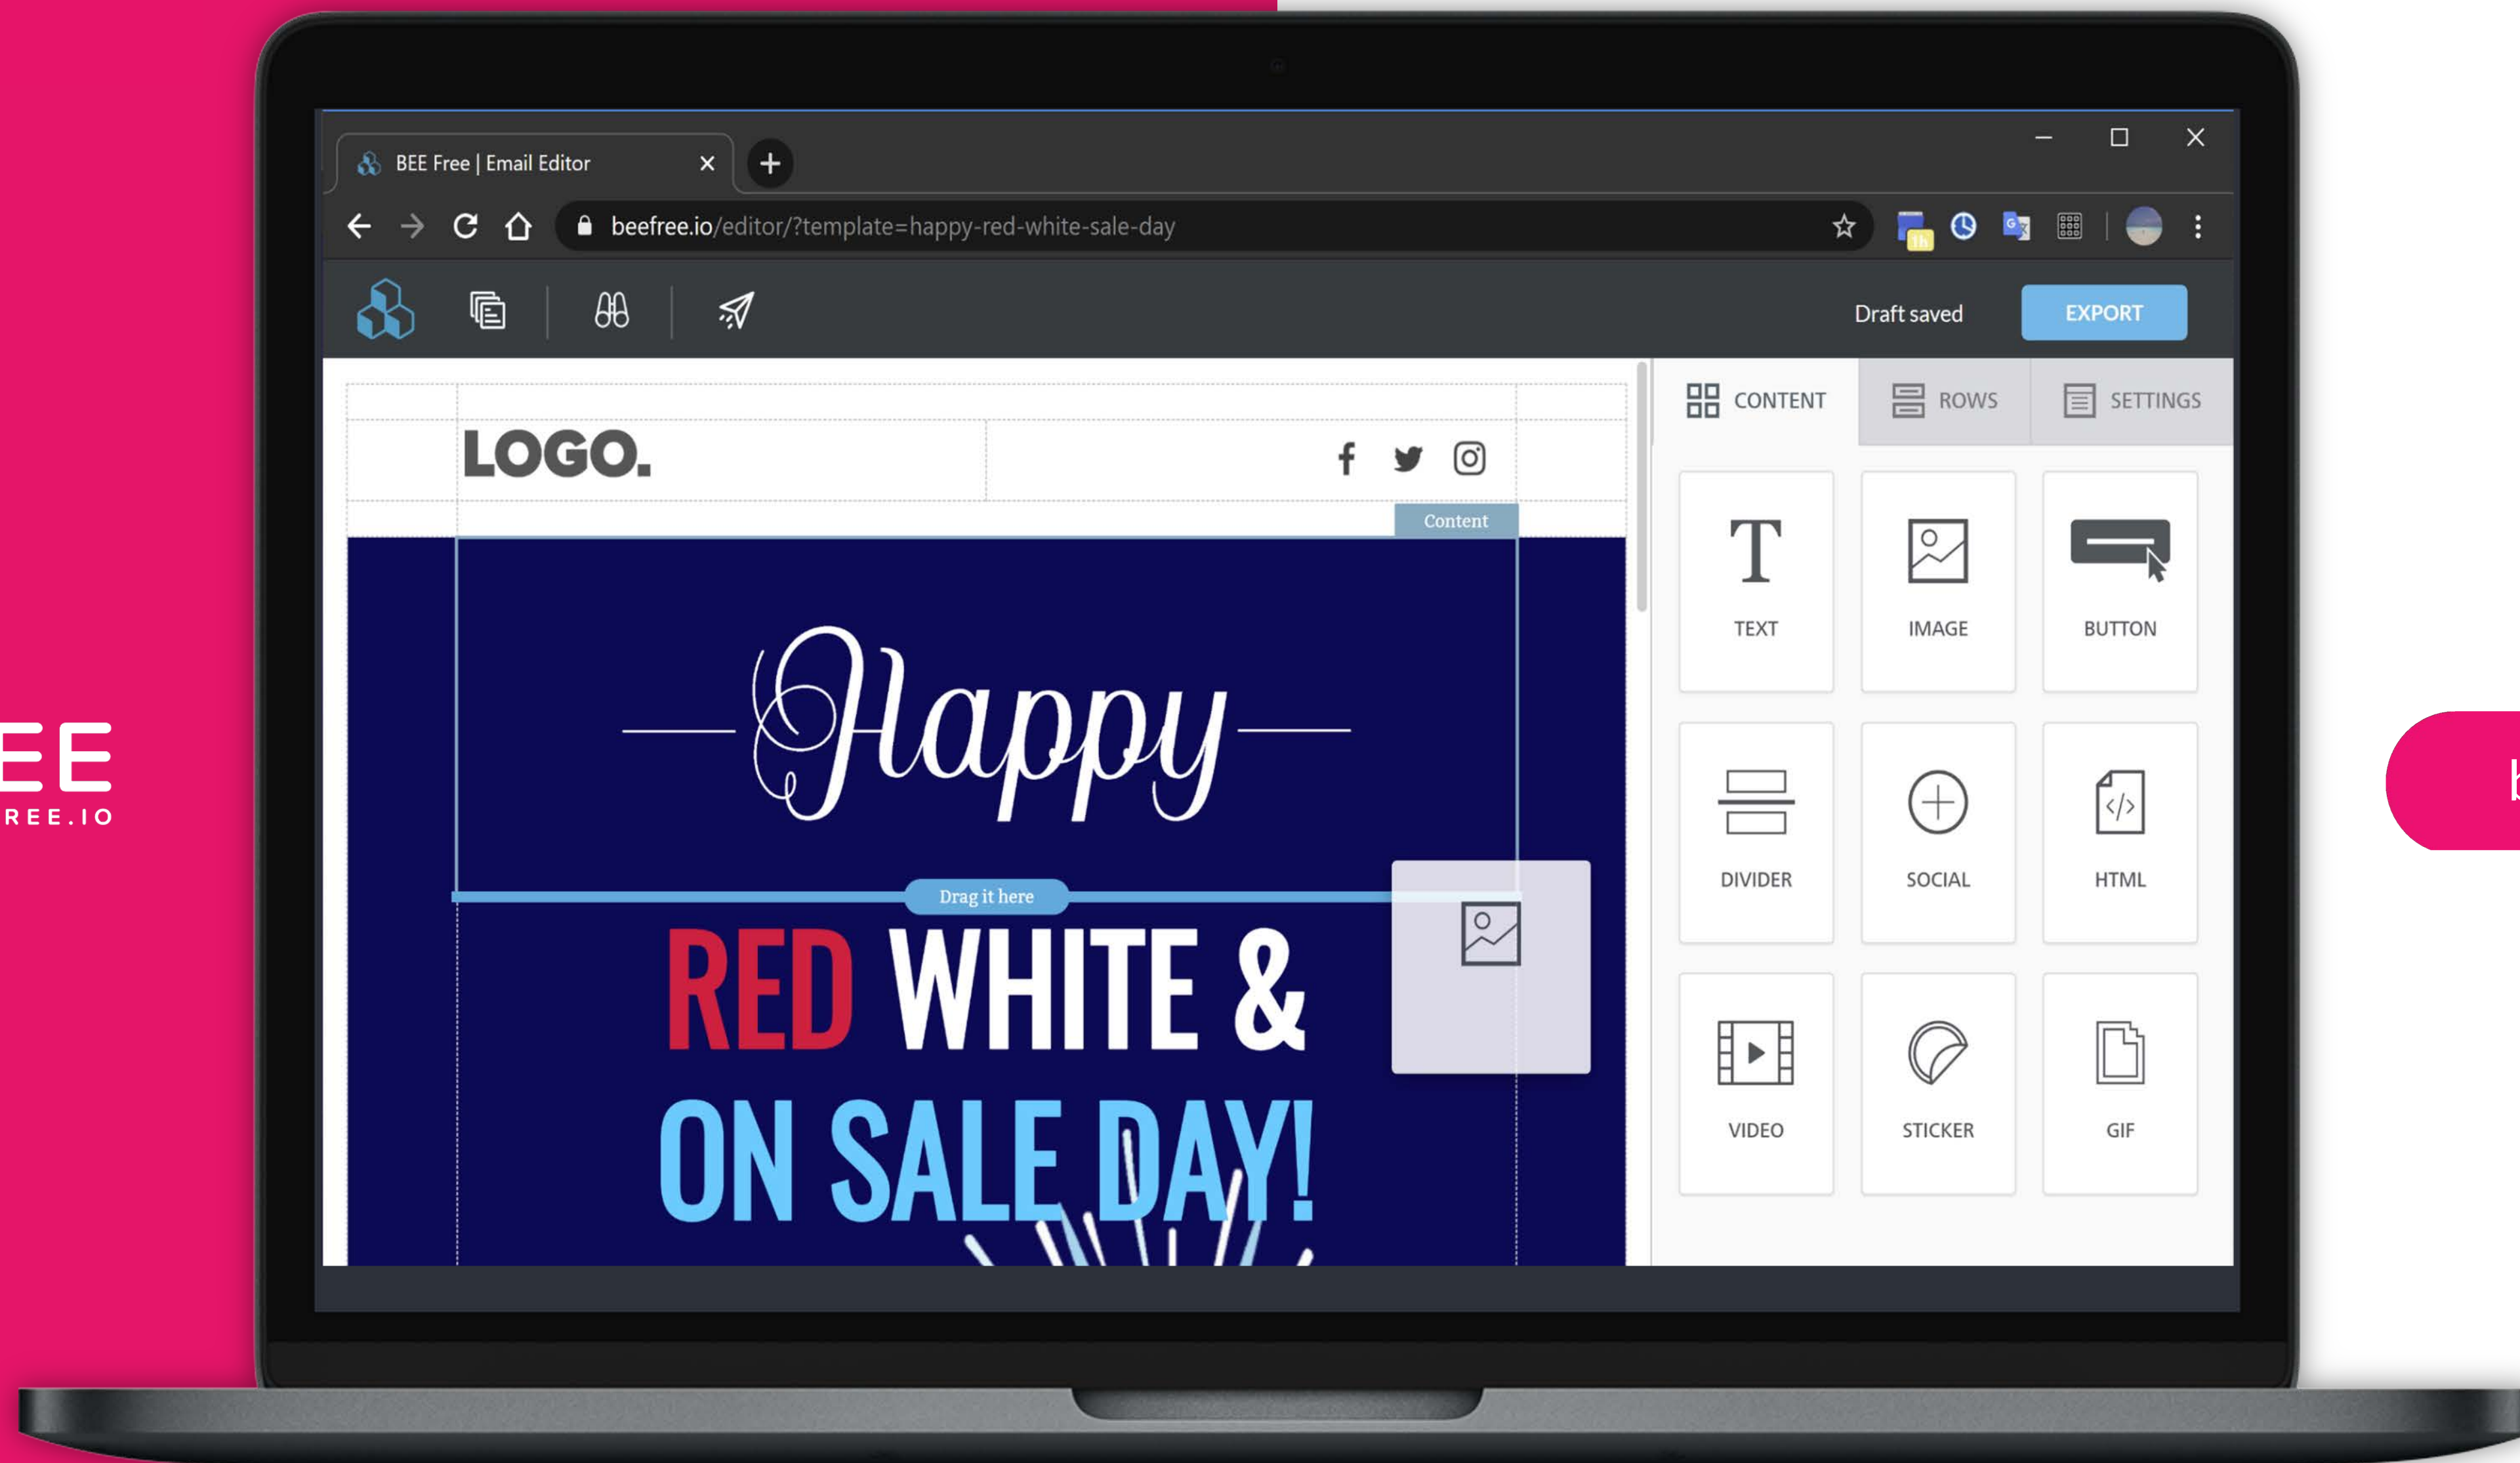 BEE Free | Email Editor
beefree.io/editor/?template=happy-red-white-sale-day
1h
Draft saved
EXPORT
CONTENT
ROWS
SETTINGS
LOGO.
Content
Happy
Drag it here
RED WHITE &
ON SALE DAY!
TEXT
IMAGE
BUTTON
DIVIDER
SOCIAL
HTML
VIDEO
STICKER
GIF
EE
REE.IO
b